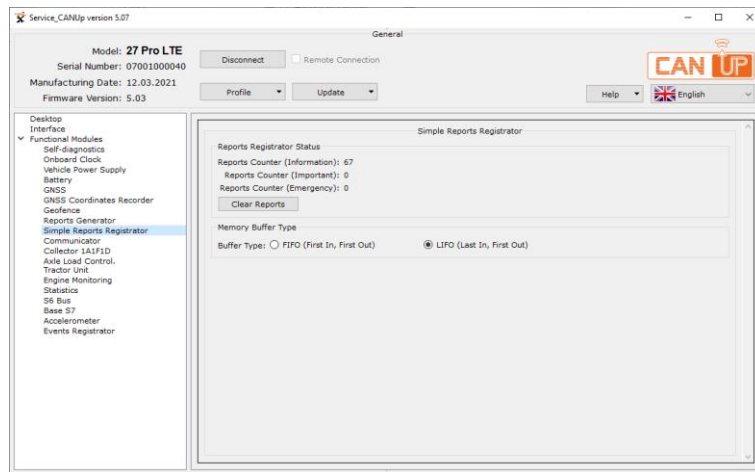 Service_CANUp version 5.07
General
Model: 27 Pro LTE
Serial Number: 07001000040
Manufacturing Date: 12.03.2021
Firmware Version: 5.03
Disconnect
Remote Connection
Profile
Update
CAN UP
Help
English
Desktop
Interface
Functional Modules
Self-diagnostics
Onboard Clock
Vehicle Power Supply
Battery
GNSS
GNSS Coordinates Recorder
Geofence
Reports Generator
Simple Reports Registrator
Communicator
Collector 1A1F1D
Axle Load Control.
Tractor Unit
Engine Monitoring
Statistics
S6 Bus
Base S7
Accelerometer
Events Registrator
Simple Reports Registrator
Reports Registrator Status
Reports Counter (Information): 67
Reports Counter (Important): 0
Reports Counter (Emergency): 0
Clear Reports
Memory Buffer Type
Buffer Type: FIFO (First In, First Out) LIFO (Last In, First Out)